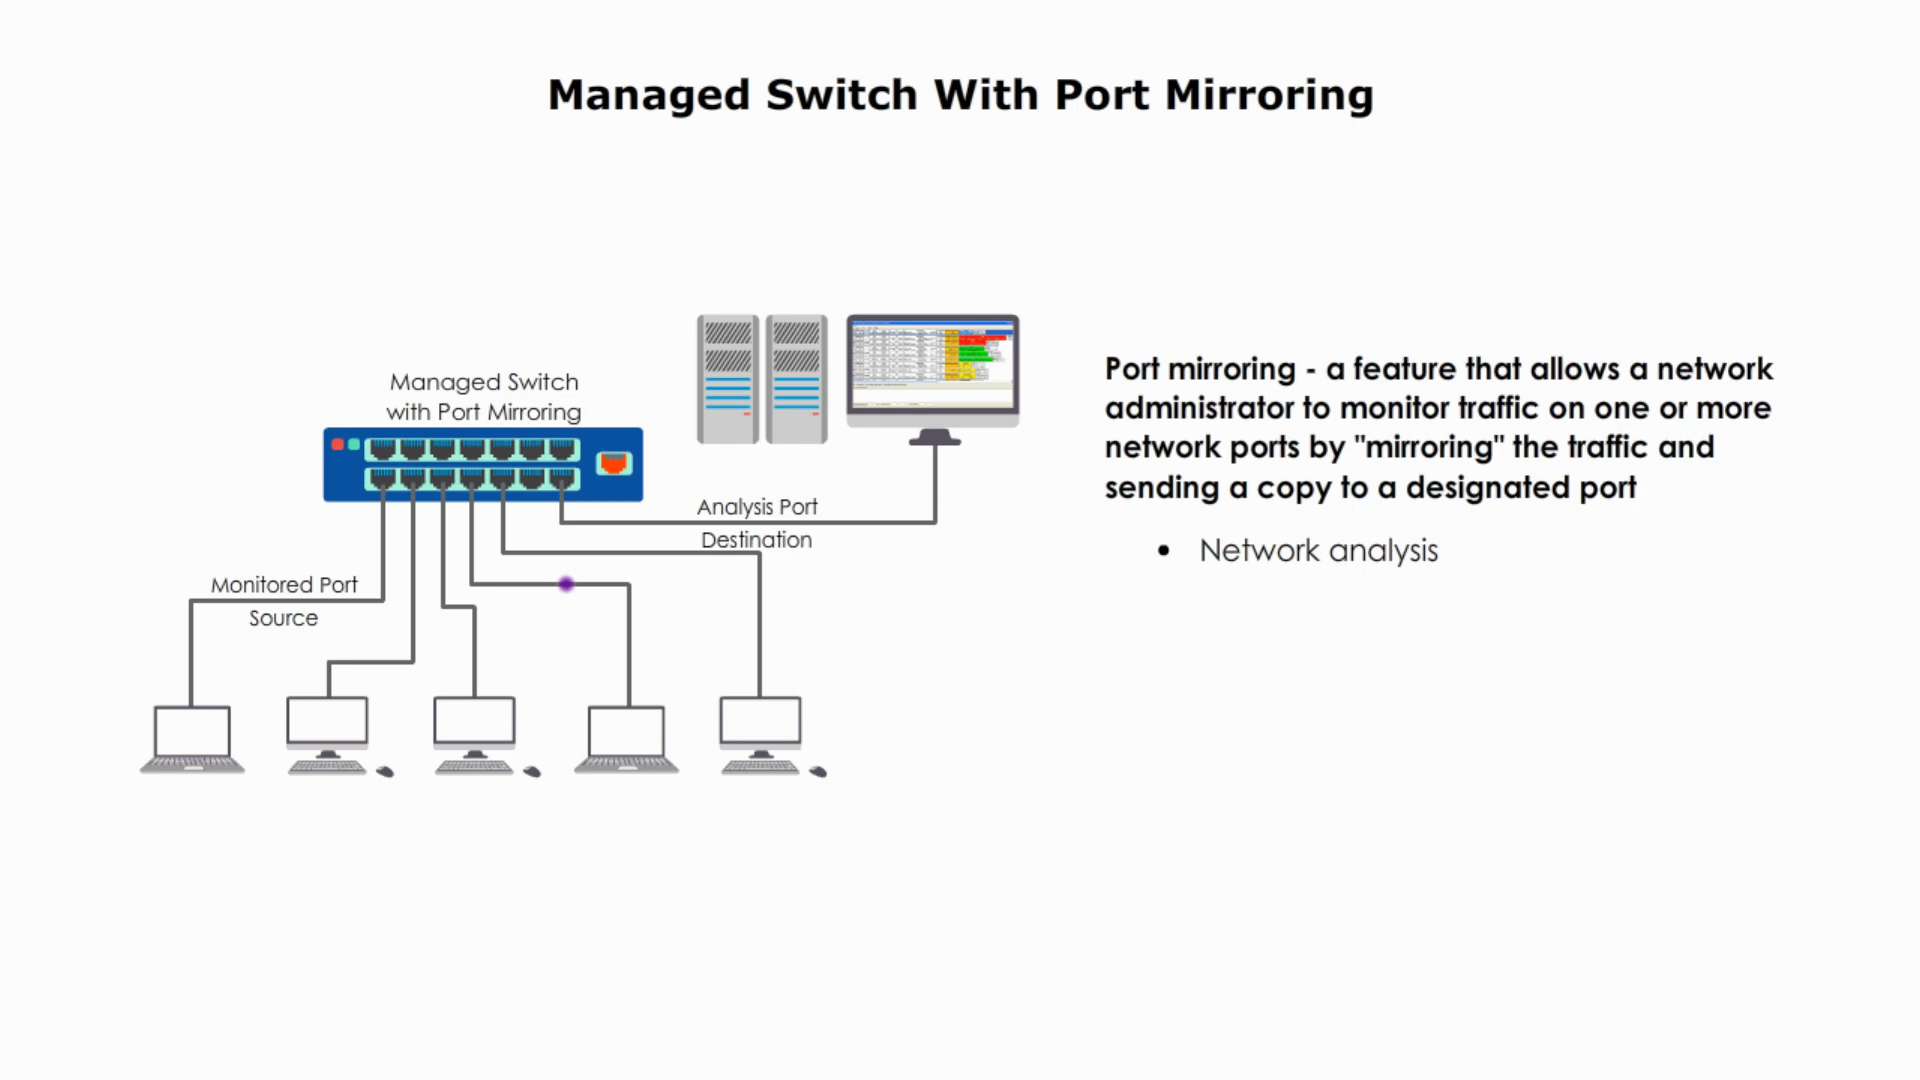 Managed Switch With Port Mirroring
Managed Switch
with Port Mirroring
Analysis Port
Destination
Monitored Port
Source
Port mirroring - a feature that allows a network
administrator to monitor traffic on one or more
network ports by "mirroring" the traffic and
sending a copy to a designated port
• Network analysis